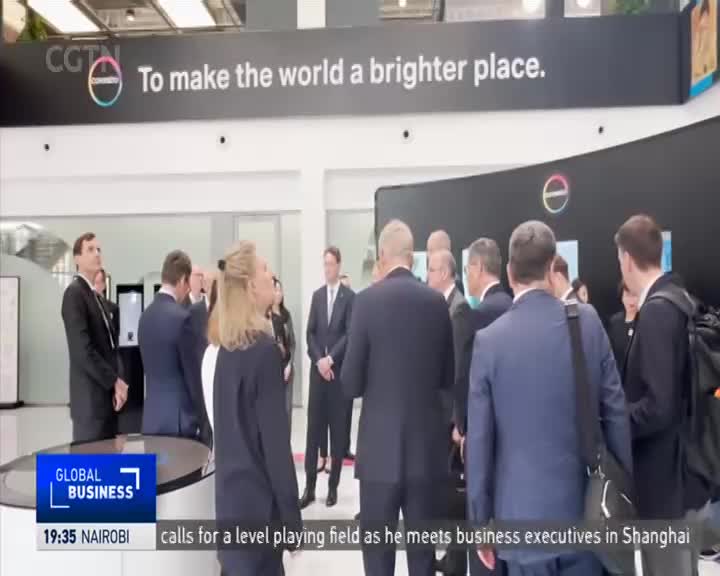 CGTN
COVESTRO
To make the world a brighter place.
GLOBAL
BUSINESS
19:35 NAIROBI
calls for a level playing field as he meets business executives in Shanghai